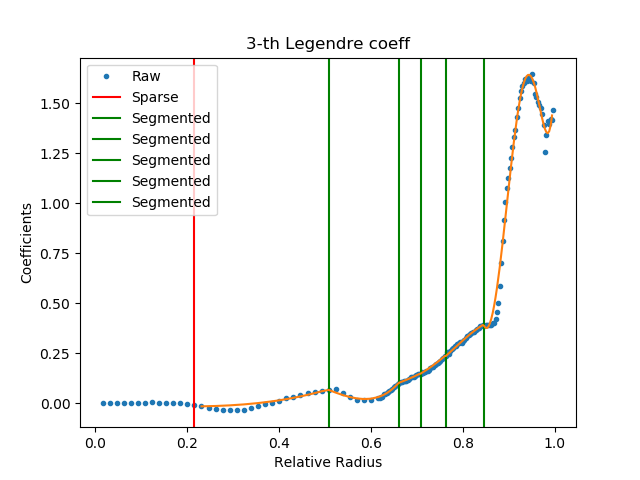 3-th Legendre coeff
Raw
Sparse
Segmented
Segmented
Segmented
Segmented
Segmented
1.50
1.25
1.00
0.75
0.50
0.25
0.00
Coefficients
0.0 0.2 0.4 0.6 0.8 1.0
Relative Radius